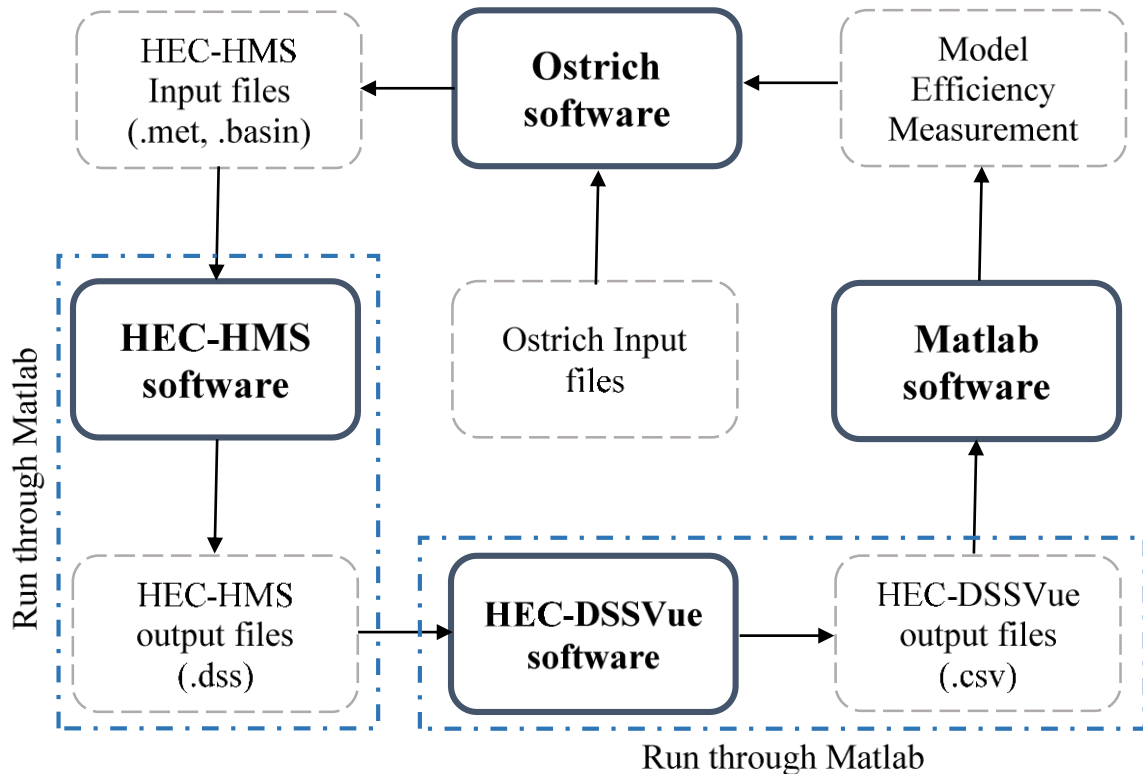 HEC-HMS
Input files
(.met, .basin)
Ostrich
software
Model
Efficiency
Measurement
HEC-HMS
software
Ostrich Input
files
Matlab
software
Run through Matlab
HEC-HMS
output files
(.dss)
HEC-DSSVue
software
HEC-DSSVue
output files
(.csv)
Run through Matlab